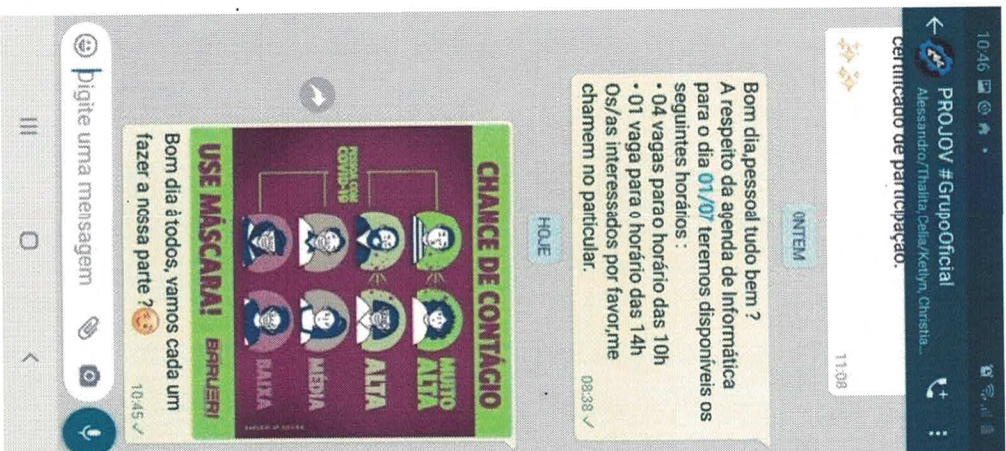 10:46
PROJOV #GrupoOficial
Alessandro/Thalita,Celia/Ketlyn, Christia...
certificado de participação.
11:08
ONTEM
Bom dia,pessoal tudo bem ?
A respeito da agenda de Informática
para o dia 01/07 teremos disponíveis os
seguintes horários :
• 04 vagas parao horário das 10h
• 01 vaga para o horário das 14h
Os/as interessados por favor,me
chamem no particular.
08:38
HOJE
CHANCE DE CONTÁGIO
MUITO
ALTA
ALTA
PESSOA COM
COVID-19
MÉDIA
BAIXA
USE MÁSCARA!
BARUERI
Bom dia àtodos, vamos cada um
fazer a nossa parte ?
10:45
Digite uma mensagem